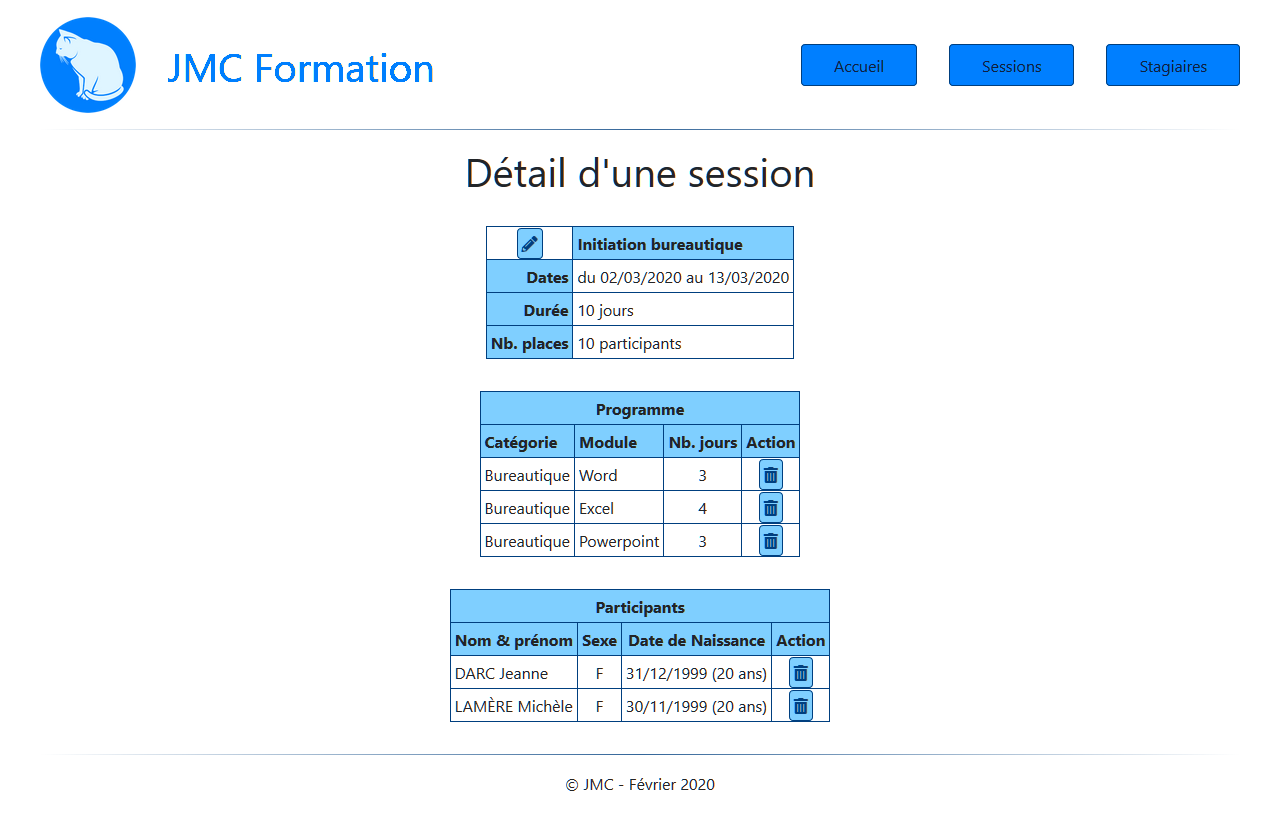 JMC Formation
Accueil Sessions Stagiaires
Détail d'une session
Initiation bureautique
Dates du 02/03/2020 au 13/03/2020
Durée 10 jours
Nb. places 10 participants
Programme
Catégorie Module Nb. jours Action
Bureautique Word 3
Bureautique Excel 4
Bureautique Powerpoint 3
Participants
Nom & prénom Sexe Date de Naissance Action
DARC Jeanne F 31/12/1999 (20 ans)
LAMÈRE Michèle F 30/11/1999 (20 ans)
© JMC - Février 2020